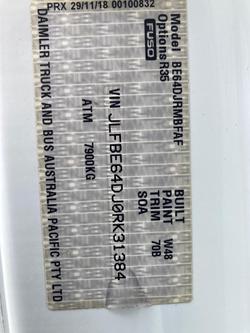 PRX 29/11/18 00100832
Model BE64DJRMBFAF
Options R35
FUSO
BUILT
PAINT W48
TRIM 70B
SOA
VIN JLFBE64DJ0RK31384
ATM 7900KG
DAIMLER TRUCK AND BUS AUSTRALIA PACIFIC PTY LTD